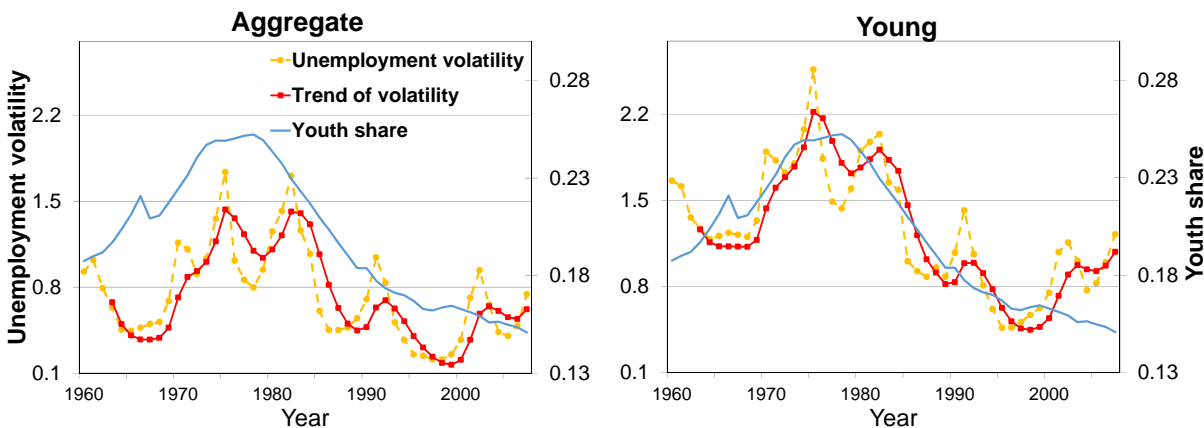 Aggregate
Unemployment volatility
Unemployment volatility
Trend of volatility
Youth share
2.2
1.5
0.8
0.1
0.28
0.23
0.18
0.13
1960
1970
1980
1990
2000
Year
Young
2.2
1.5
0.8
0.1
0.28
0.23
0.18
0.13
Youth share
1960
1970
1980
1990
2000
Year